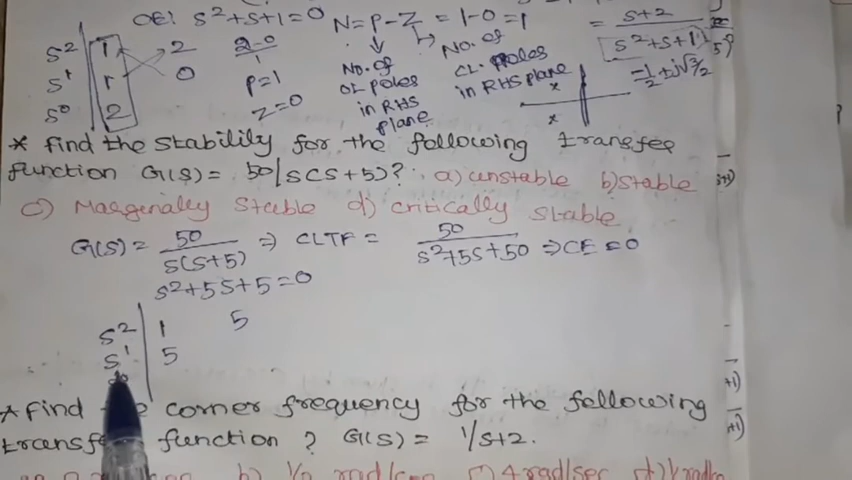 CE: s²+s+1=0 N=P-Z = 1-0=1 = s+2
s²+s+1
s² 1 2 2-0
1
s¹ 1 0 P=1
s⁰ 2 Z=0
No. of
OL poles
in RHS
plane
No. of
CL. poles
in RHS plane
x
x
=-1/2 ± j√3/2
* find the stability for the following transfer
function G(s) = 50/s(s+5)? a) unstable b) stable
c) Marginally stable d) critically stable
G(s) = 50 ⇒ CLTF = 50 ⇒ CE = 0
s(s+5) s²+5s+50
s²+5s+5=0
s² 1 5
s¹ 5
* find the corner frequency for the following
function ? G(s) = 1/s+2.
b) c) 4 rad/sec d)